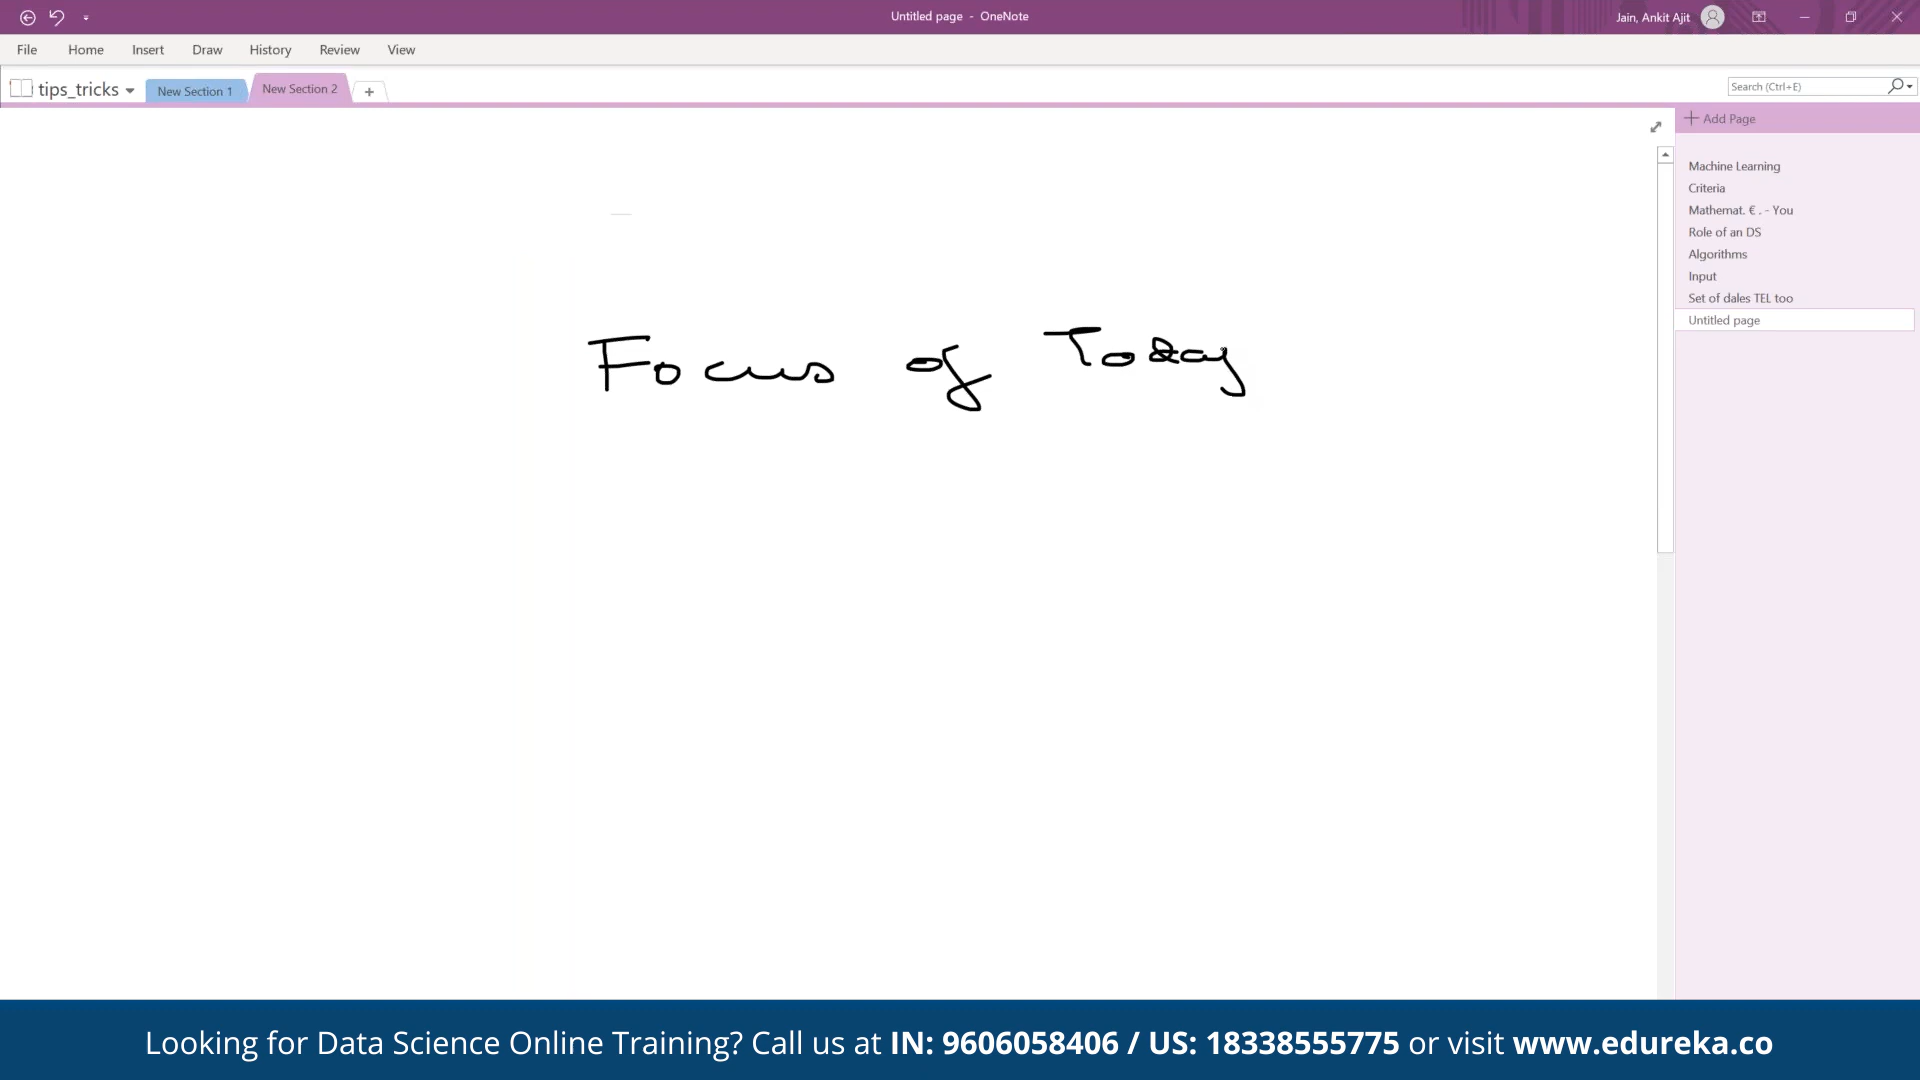 Untitled page - OneNote
Jain, Ankit Ajit
File Home Insert Draw History Review View
tips_tricks New Section 1 New Section 2 +
Search (Ctrl+E)
Add Page
Machine Learning
Criteria
Mathemat. € . - You
Role of an DS
Algorithms
Input
Set of dales TEL too
Untitled page
Focus of Today
Looking for Data Science Online Training? Call us at IN: 9606058406 / US: 18338555775 or visit www.edureka.co